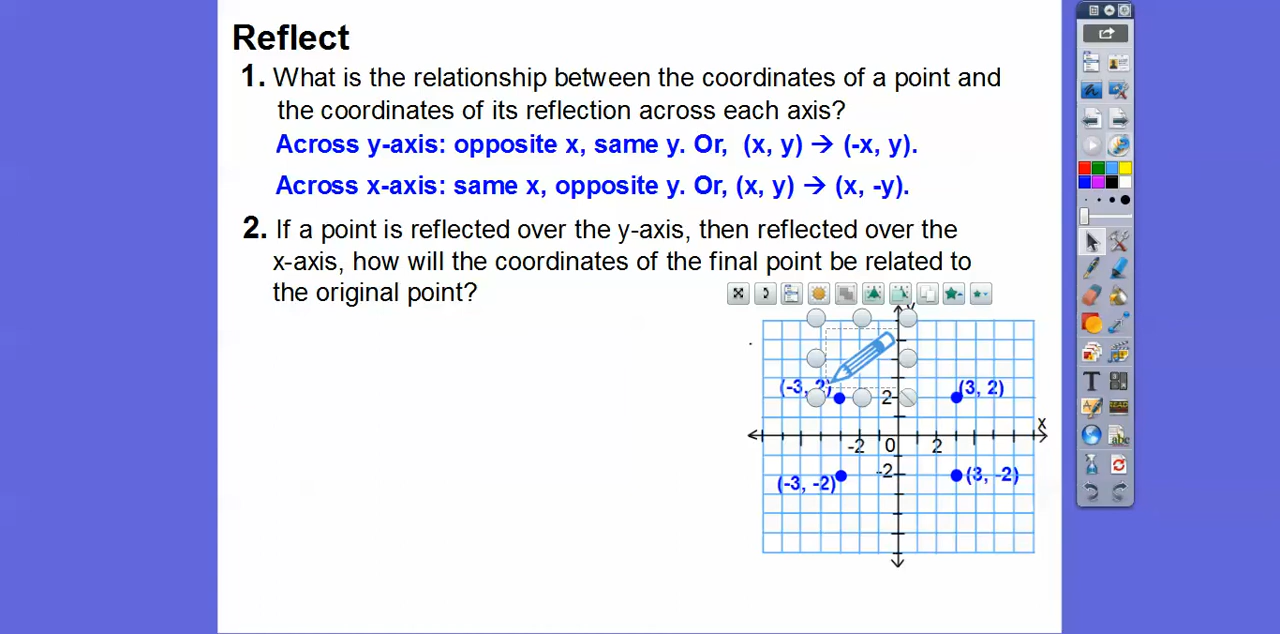 Reflect
1. What is the relationship between the coordinates of a point and
the coordinates of its reflection across each axis?
Across y-axis: opposite x, same y. Or, (x, y) → (-x, y).
Across x-axis: same x, opposite y. Or, (x, y) → (x, -y).
2. If a point is reflected over the y-axis, then reflected over the
x-axis, how will the coordinates of the final point be related to
the original point?
y
(-3, 2)
(3, 2)
2
x
-2 0 2
-2
(-3, -2)
(3, -2)
T
abc